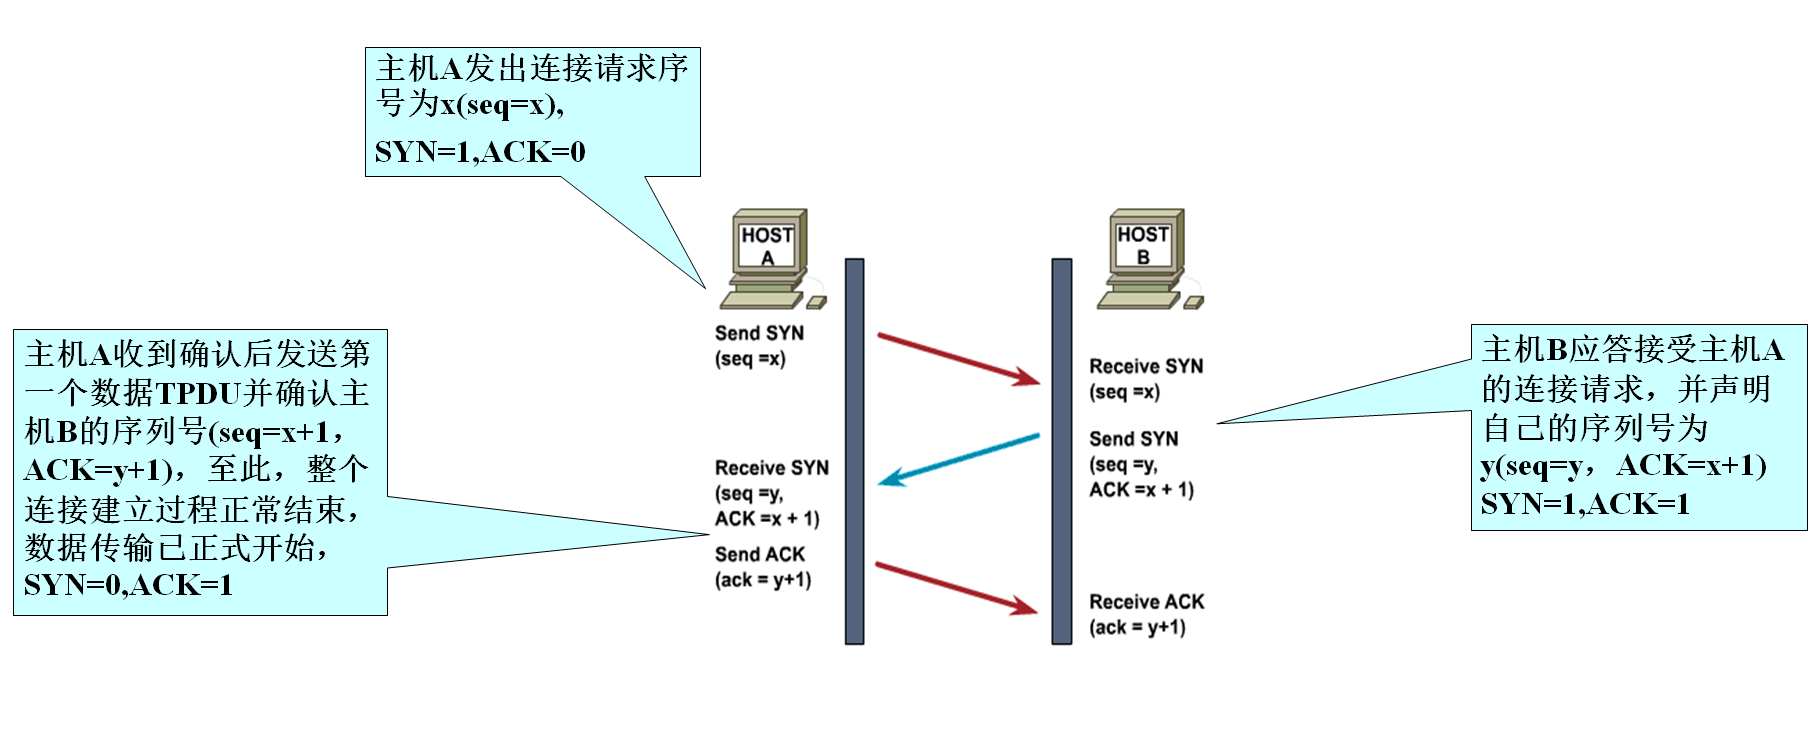 主机A发出连接请求序
号为x(seq=x),
SYN=1,ACK=0
HOST
A
HOST
B
Send SYN
(seq =x)
Receive SYN
(seq =x)
Send SYN
(seq =y,
ACK =x + 1)
Receive SYN
(seq =y,
ACK =x + 1)
Send ACK
(ack = y+1)
Receive ACK
(ack = y+1)
主机A收到确认后发送第
一个数据TPDU并确认主
机B的序列号(seq=x+1，
ACK=y+1)，至此，整个
连接建立过程正常结束，
数据传输已正式开始，
SYN=0,ACK=1
主机B应答接受主机A
的连接请求，并声明
自己的序列号为
y(seq=y，ACK=x+1)
SYN=1,ACK=1